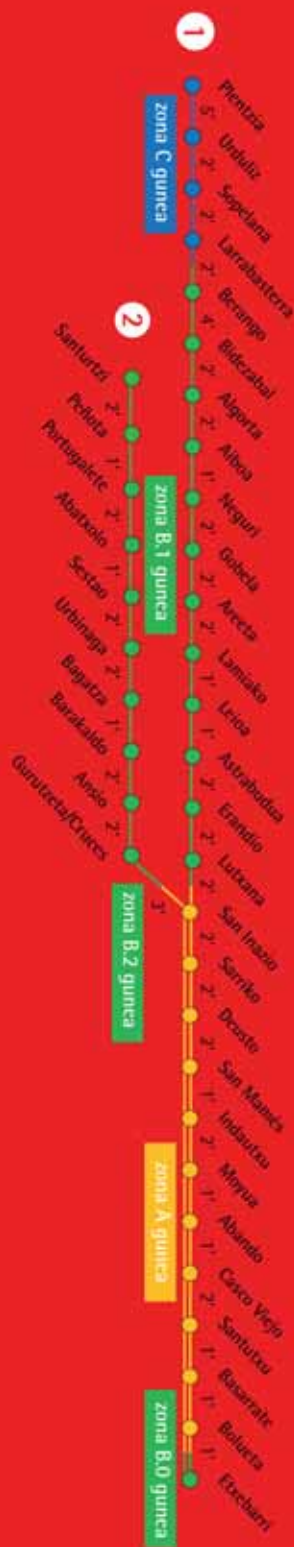 1
Plentzia
Urduliz
Sopelana
Larrabasterra
Berango
Bidezabal
Algorta
Aiboa
Neguri
Gobela
Areeta
Lamiako
Leioa
Astrabudua
Erandio
Lutxana
San Inazio
Sarriko
Deusto
San Mamés
Indautxu
Moyua
Abando
Casco Viejo
Santutxu
Basarrate
Bolueta
Etxebarri
5' 2' 2' 2' 4' 2' 2' 1' 2' 2' 2' 1' 1' 2' 2' 2' 2' 2' 2' 1' 2' 1' 1' 2' 1' 1' 1'
zona C gunea
zona B.1 gunea
zona A gunea
zona B.0 gunea
2
2' 1' 2' 1' 2' 2' 1' 2' 2' 3'
Santurtzi
Peñota
Portugalete
Abatxolo
Sestao
Urbinaga
Bagatza
Barakaldo
Ansio
Gurutzeta/Cruces
zona B.2 gunea